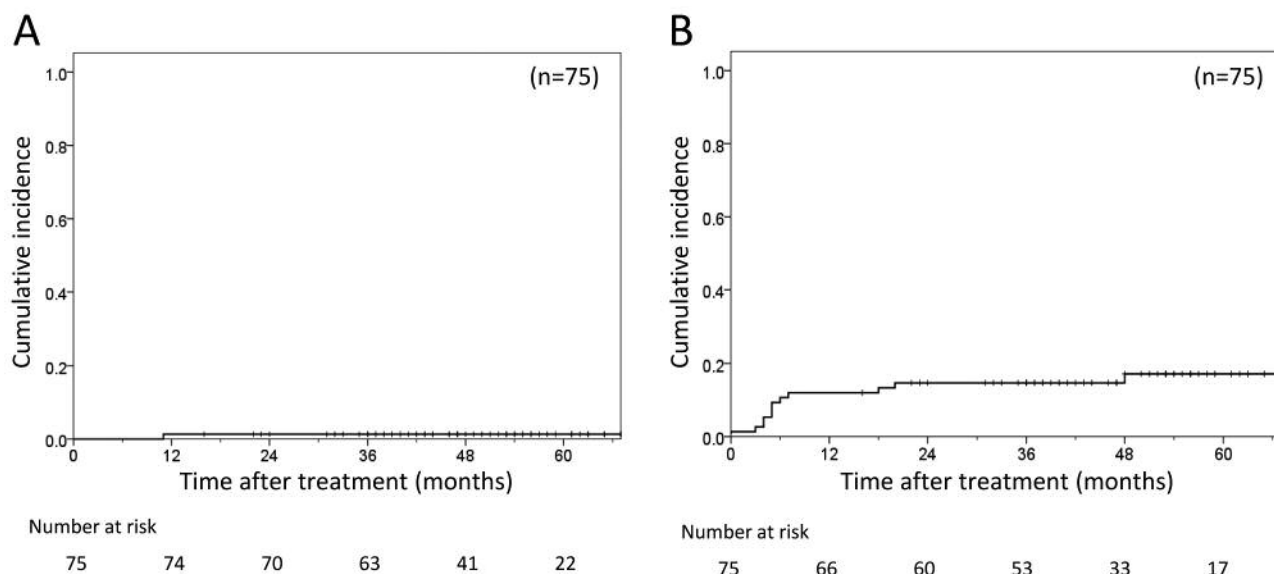 A
(n=75)
Cumulative incidence
1.0
0.8
0.6
0.4
0.2
0.0
0 12 24 36 48 60
Time after treatment (months)
Number at risk
75 74 70 63 41 22
B
(n=75)
Cumulative incidence
1.0
0.8
0.6
0.4
0.2
0.0
0 12 24 36 48 60
Time after treatment (months)
Number at risk
75 66 60 53 33 17